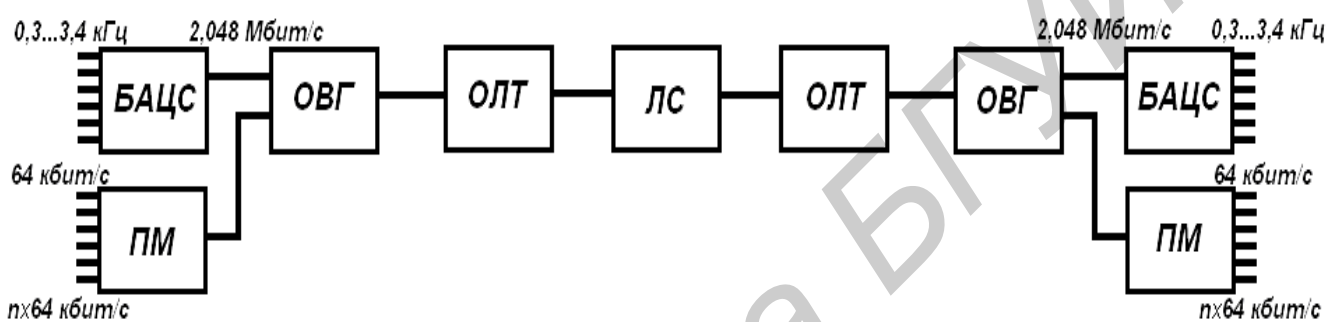 0,3...3,4 кГц 2,048 Мбит/с 2,048 Мбит/с 0,3...3,4 кГц
БАЦС ОВГ ОЛТ ЛС ОЛТ ОВГ БАЦС
64 кбит/с 64 кбит/с
ПМ ПМ
nx64 кбит/с nx64 кбит/с
а БГУИ